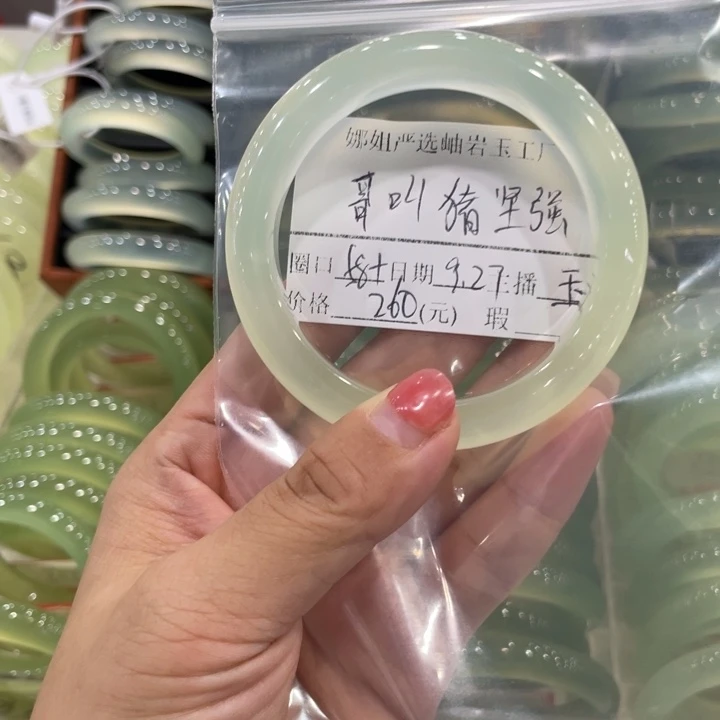 娜姐严选岫岩玉工厂
哥叫猪坚强
圈口 58+ 日期 9.27 主播 玉
价格 260 (元) 瑕